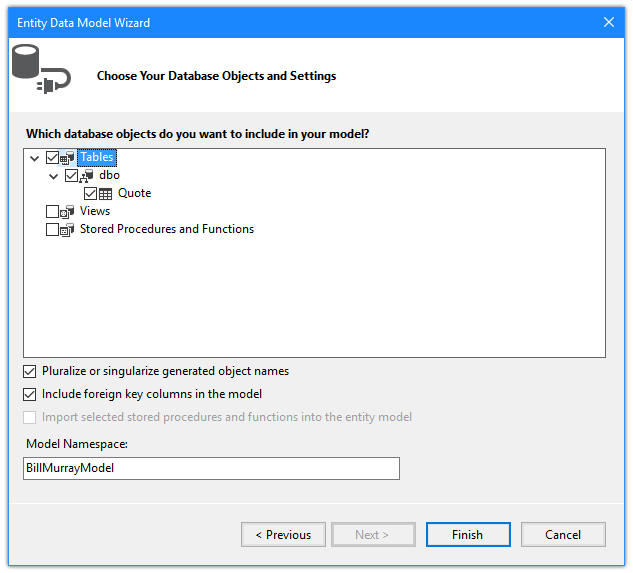 Entity Data Model Wizard
Choose Your Database Objects and Settings
Which database objects do you want to include in your model?
Tables
dbo
Quote
Views
Stored Procedures and Functions
Pluralize or singularize generated object names
Include foreign key columns in the model
Import selected stored procedures and functions into the entity model
Model Namespace:
BillMurrayModel
< Previous
Next >
Finish
Cancel